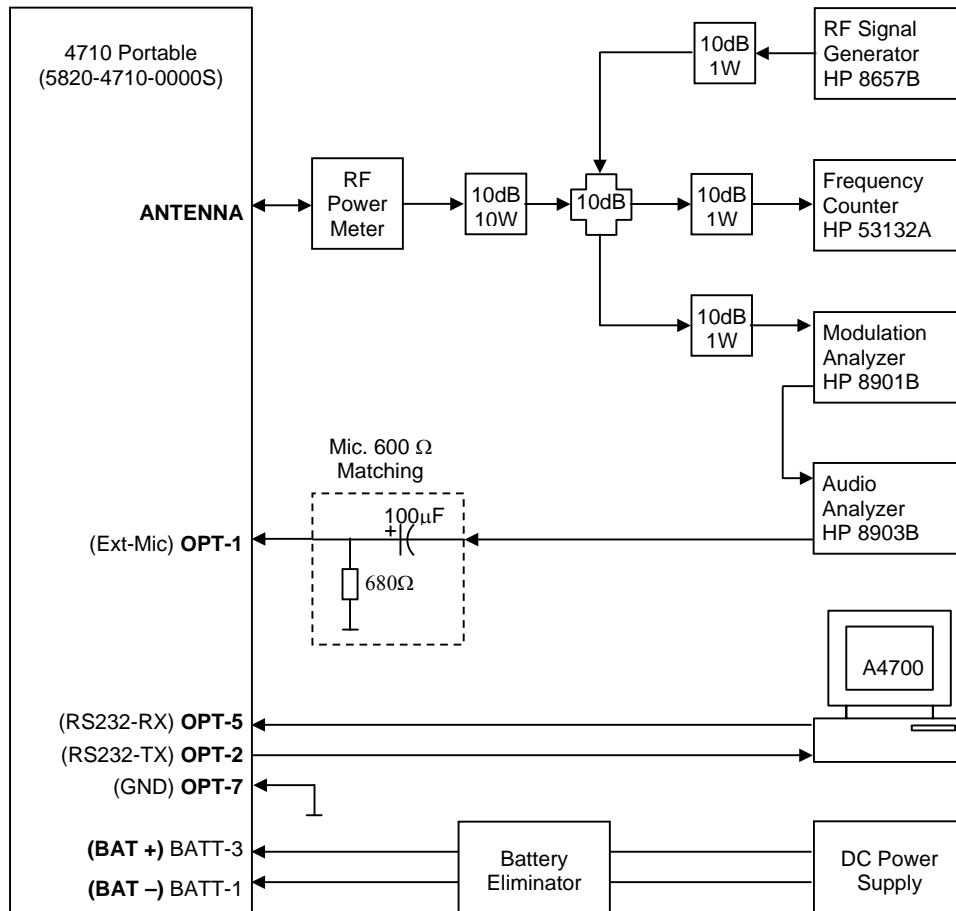 4710 Portable
(5820-4710-0000S)
10dB
1W
RF Signal
Generator
HP 8657B
ANTENNA
RF
Power
Meter
10dB
10W
10dB
10dB
1W
Frequency
Counter
HP 53132A
10dB
1W
Modulation
Analyzer
HP 8901B
Mic. 600 Ω
Matching
(Ext-Mic) OPT-1
+
100μF
680Ω
Audio
Analyzer
HP 8903B
A4700
(RS232-RX) OPT-5
(RS232-TX) OPT-2
(GND) OPT-7
(BAT +) BATT-3
(BAT –) BATT-1
Battery
Eliminator
DC Power
Supply